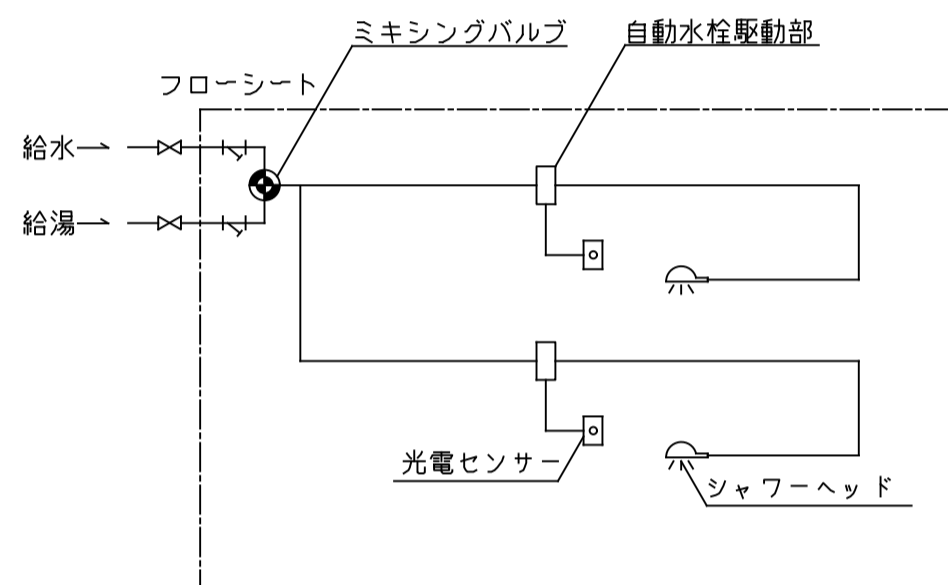 ミキシングバルブ
自動水栓駆動部
フローシート
給水
給湯
光電センサー
シャワーヘッド